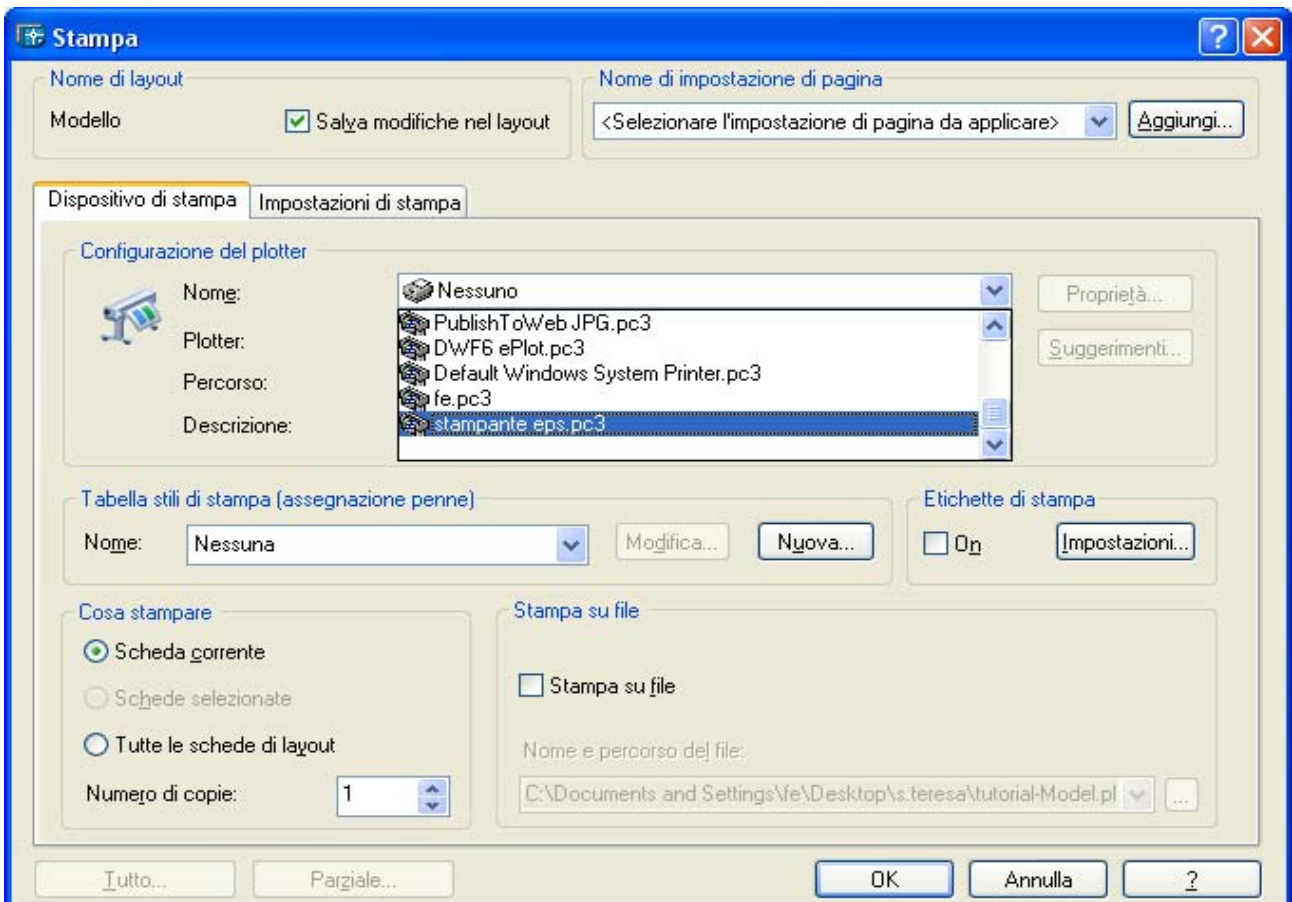 Stampa
Nome di layout
Modello
Salva modifiche nel layout
Nome di impostazione di pagina
<Selezionare l'impostazione di pagina da applicare>
Aggiungi...
Dispositivo di stampa
Impostazioni di stampa
Configurazione del plotter
Nome:
Nessuno
Proprietà...
PublishToWeb JPG.pc3
Plotter:
DWF6 ePlot.pc3
Suggerimenti...
Default Windows System Printer.pc3
Percorso:
fe.pc3
Descrizione:
stampante eps.pc3
Tabella stili di stampa (assegnazione penne)
Nome:
Nessuna
Modifica...
Nuova...
Etichette di stampa
On
Impostazioni...
Cosa stampare
Scheda corrente
Schede selezionate
Tutte le schede di layout
Numero di copie:
1
Stampa su file
Stampa su file
Nome e percorso del file:
C:\Documents and Settings\fe\Desktop\s.teresa\tutorial-Model.pl
...
Tutto...
Parziale...
OK
Annulla
?